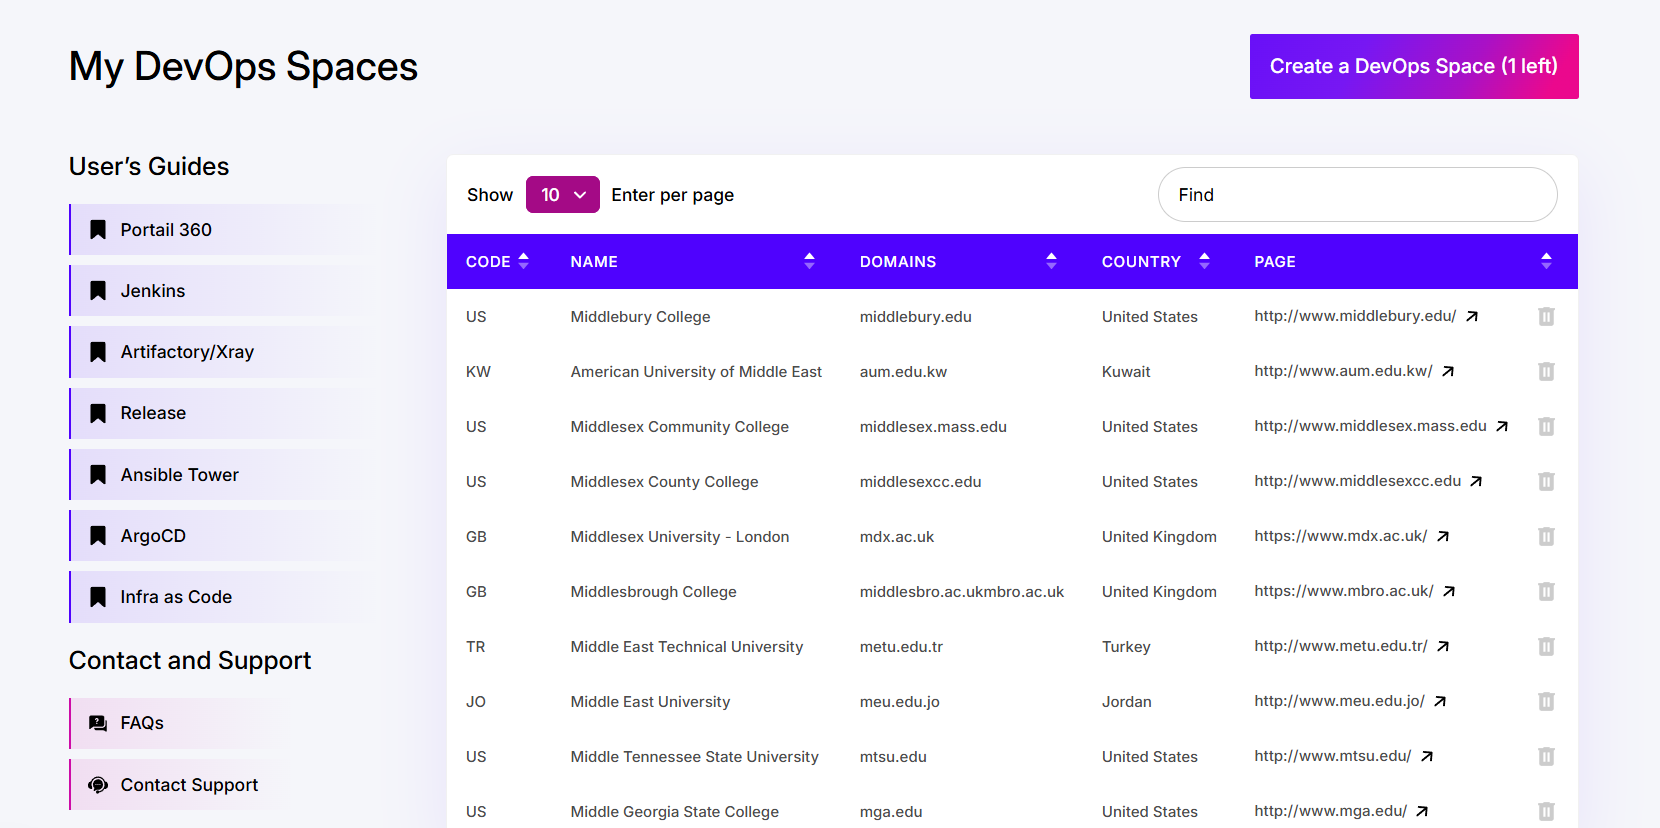 My DevOps Spaces
Create a DevOps Space (1 left)
User’s Guides
Portail 360
Jenkins
Artifactory/Xray
Release
Ansible Tower
ArgoCD
Infra as Code
Contact and Support
FAQs
Contact Support
Show 10 Enter per page
Find
CODE NAME DOMAINS COUNTRY PAGE
US Middlebury College middlebury.edu United States http://www.middlebury.edu/
KW American University of Middle East aum.edu.kw Kuwait http://www.aum.edu.kw/
US Middlesex Community College middlesex.mass.edu United States http://www.middlesex.mass.edu
US Middlesex County College middlesexcc.edu United States http://www.middlesexcc.edu
GB Middlesex University - London mdx.ac.uk United Kingdom https://www.mdx.ac.uk/
GB Middlesbrough College middlesbro.ac.ukmbro.ac.uk United Kingdom https://www.mbro.ac.uk/
TR Middle East Technical University metu.edu.tr Turkey http://www.metu.edu.tr/
JO Middle East University meu.edu.jo Jordan http://www.meu.edu.jo/
US Middle Tennessee State University mtsu.edu United States http://www.mtsu.edu/
US Middle Georgia State College mga.edu United States http://www.mga.edu/